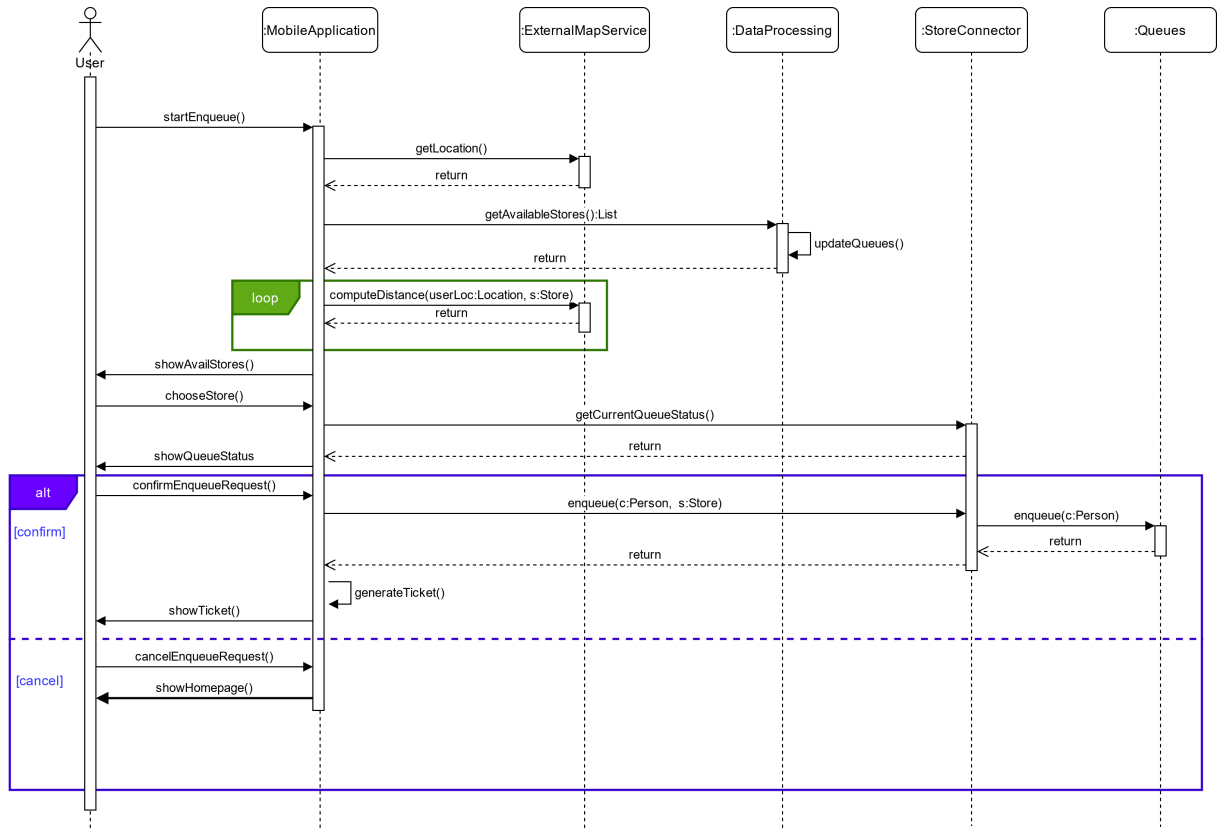 User
:MobileApplication
:ExternalMapService
:DataProcessing
:StoreConnector
:Queues
startEnqueue()
getLocation()
return
getAvailableStores():List
updateQueues()
return
loop
computeDistance(userLoc:Location, s:Store)
return
showAvailStores()
chooseStore()
getCurrentQueueStatus()
return
showQueueStatus
alt
confirmEnqueueRequest()
enqueue(c:Person,  s:Store)
enqueue(c:Person)
[confirm]
return
return
generateTicket()
showTicket()
cancelEnqueueRequest()
[cancel]
showHomepage()